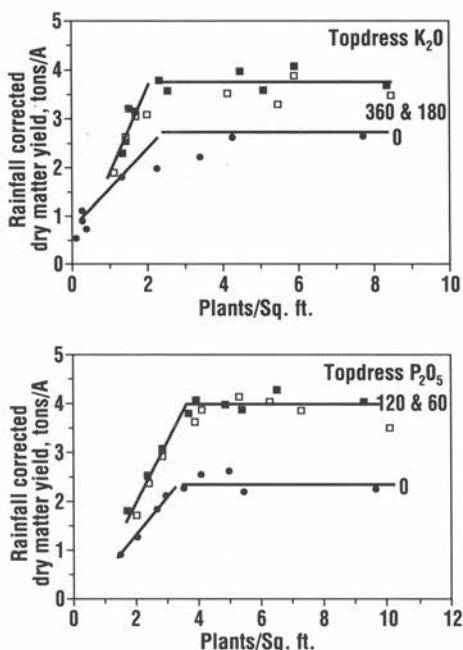 Topdress K₂O
5
4
3
2
1
0
Rainfall corrected
dry matter yield, tons/A
360 & 180
0
0 2 4 6 8 10
Plants/Sq. ft.
Topdress P₂O₅
5
4
3
2
1
0
Rainfall corrected
dry matter yield, tons/A
120 & 60
0
0 2 4 6 8 10 12
Plants/Sq. ft.